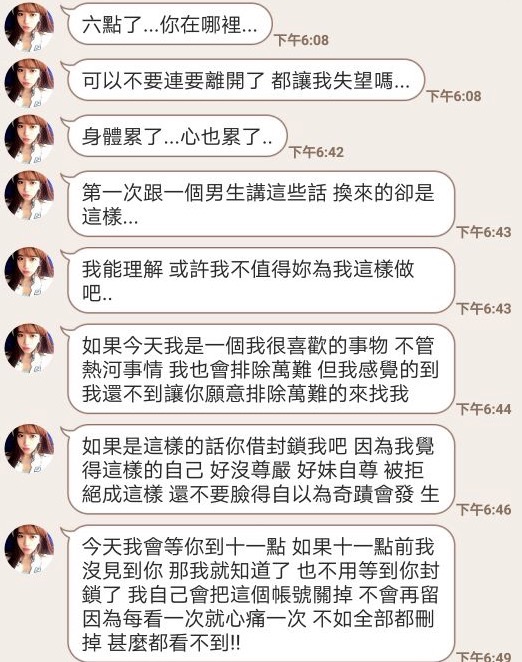 六點了...你在哪裡...
下午6:08
可以不要連要離開了 都讓我失望嗎...
下午6:08
身體累了...心也累了..
下午6:42
第一次跟一個男生講這些話 換來的卻是
這樣...
下午6:43
我能理解 或許我不值得妳為我這樣做
吧..
下午6:43
如果今天我是一個我很喜歡的事物 不管
熱河事情 我也會排除萬難 但我感覺的到
我還不到讓你願意排除萬難的來找我
下午6:44
如果是這樣的話你借封鎖我吧 因為我覺
得這樣的自己 好沒尊嚴 好妹自尊 被拒
絕成這樣 還不要臉得自以為奇蹟會發 生
下午6:46
今天我會等你到十一點 如果十一點前我
沒見到你 那我就知道了 也不用等到你封
鎖了 我自己會把這個帳號關掉 不會再留
因為每看一次就心痛一次 不如全部都刪
掉 甚麼都看不到!!
下午6:49